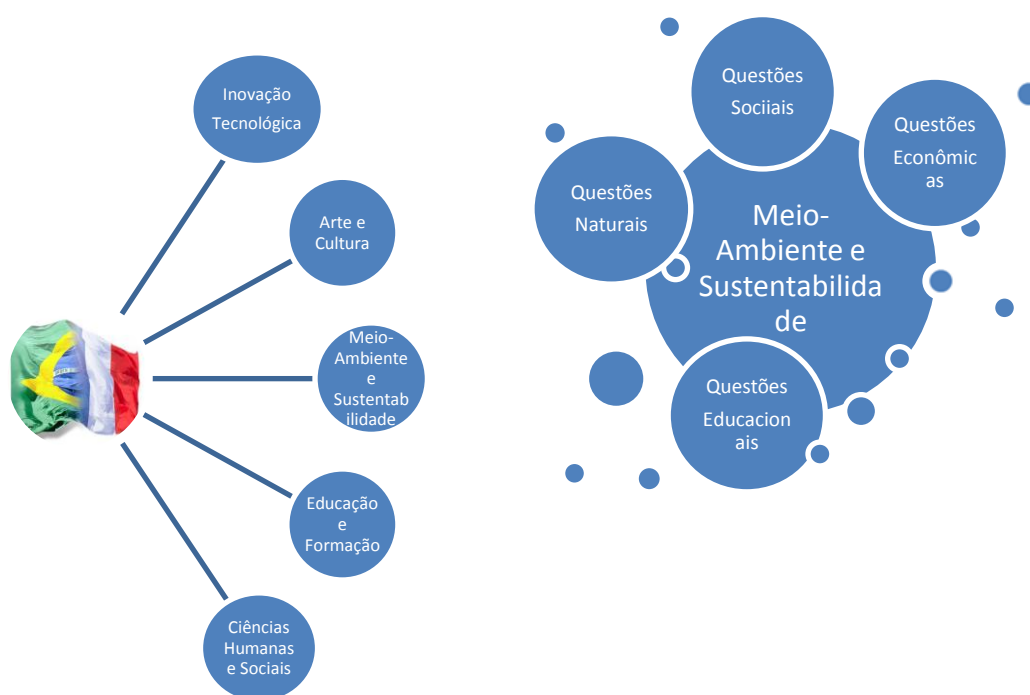 Inovação
Tecnológica
Arte e
Cultura
Meio-
Ambiente
e
Sustentab
ilidade
Educação
e
Formação
Ciências
Humanas
e Sociais
Questões
Sociiais
Questões
Econômic
as
Questões
Naturais
Meio-
Ambiente e
Sustentabilida
de
Questões
Educacion
ais